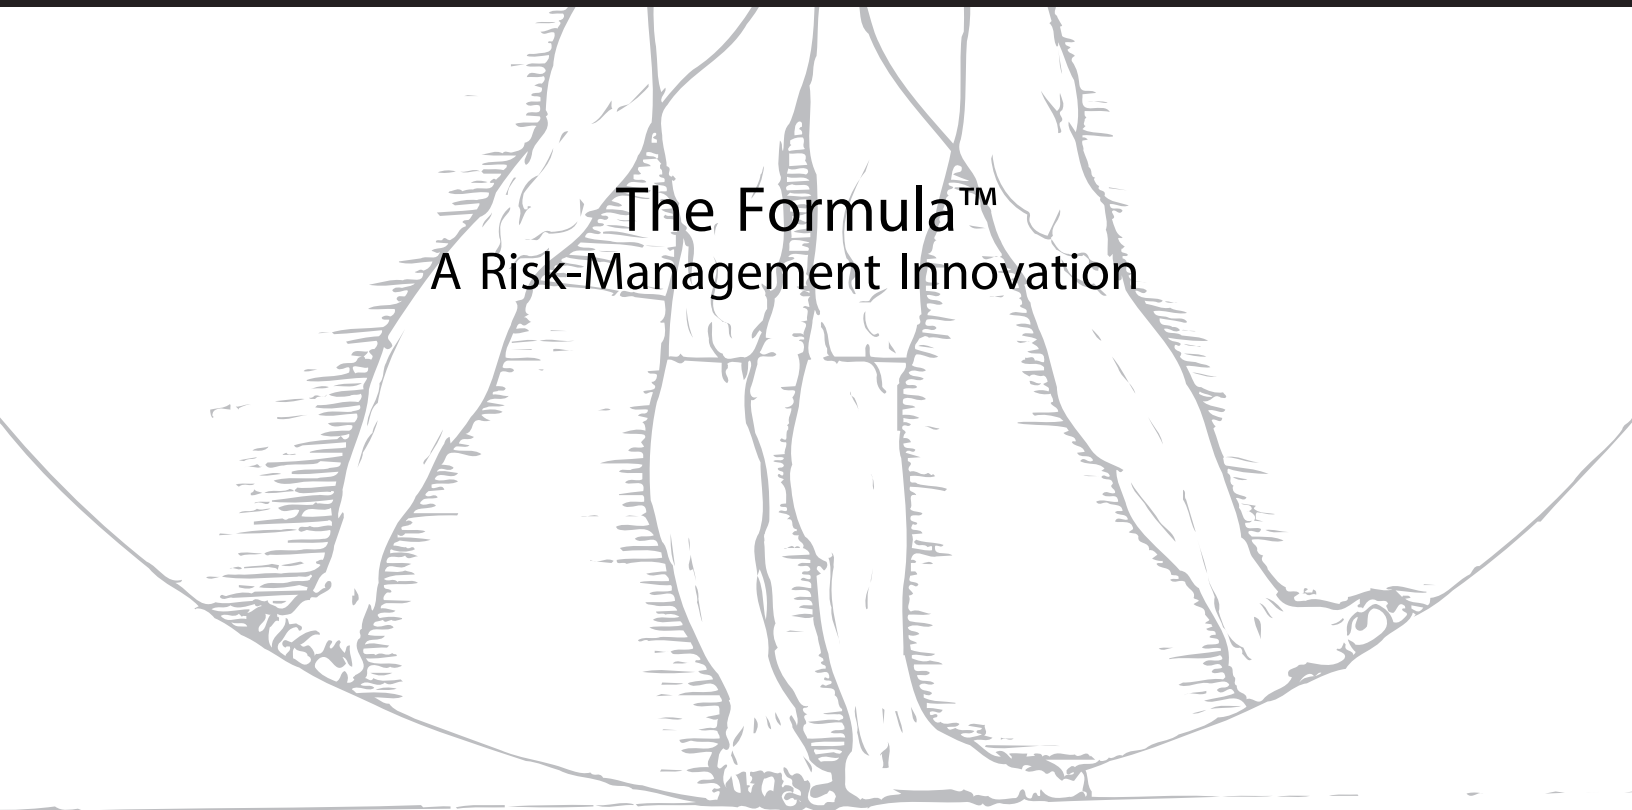 The Formula™
A Risk-Management Innovation